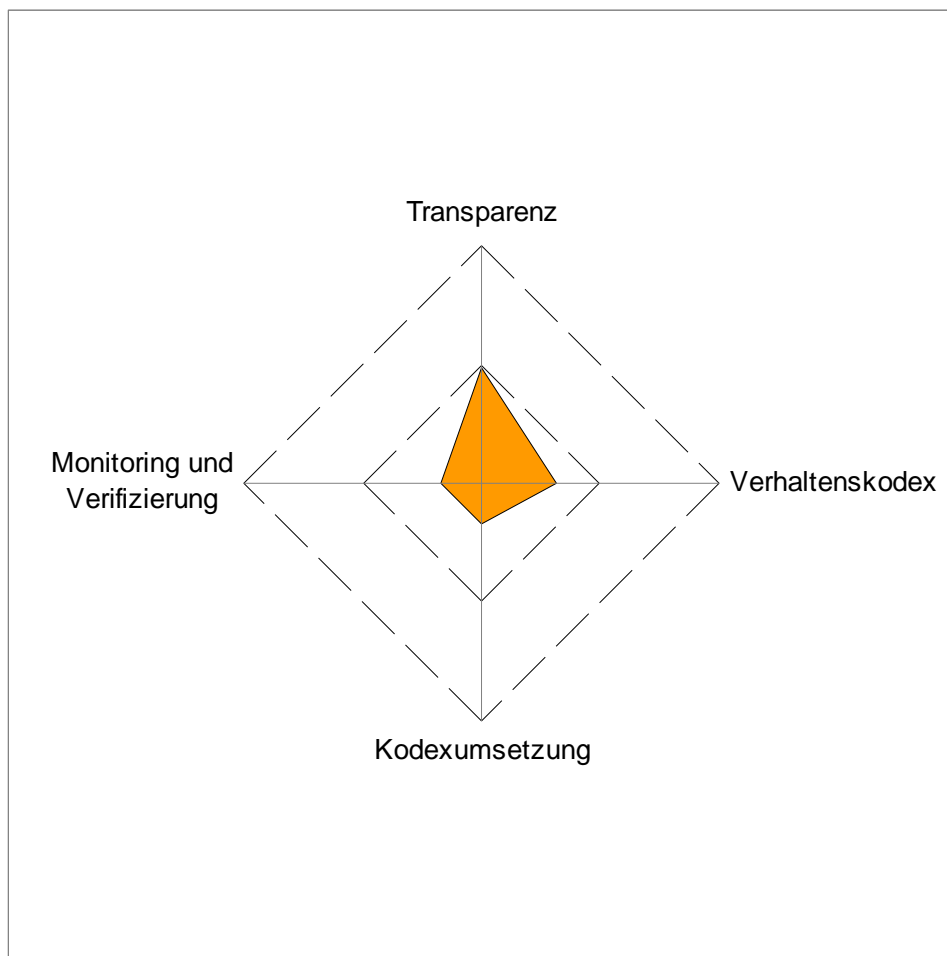 Transparenz
Monitoring und
Verifizierung
Verhaltenskodex
Kodexumsetzung